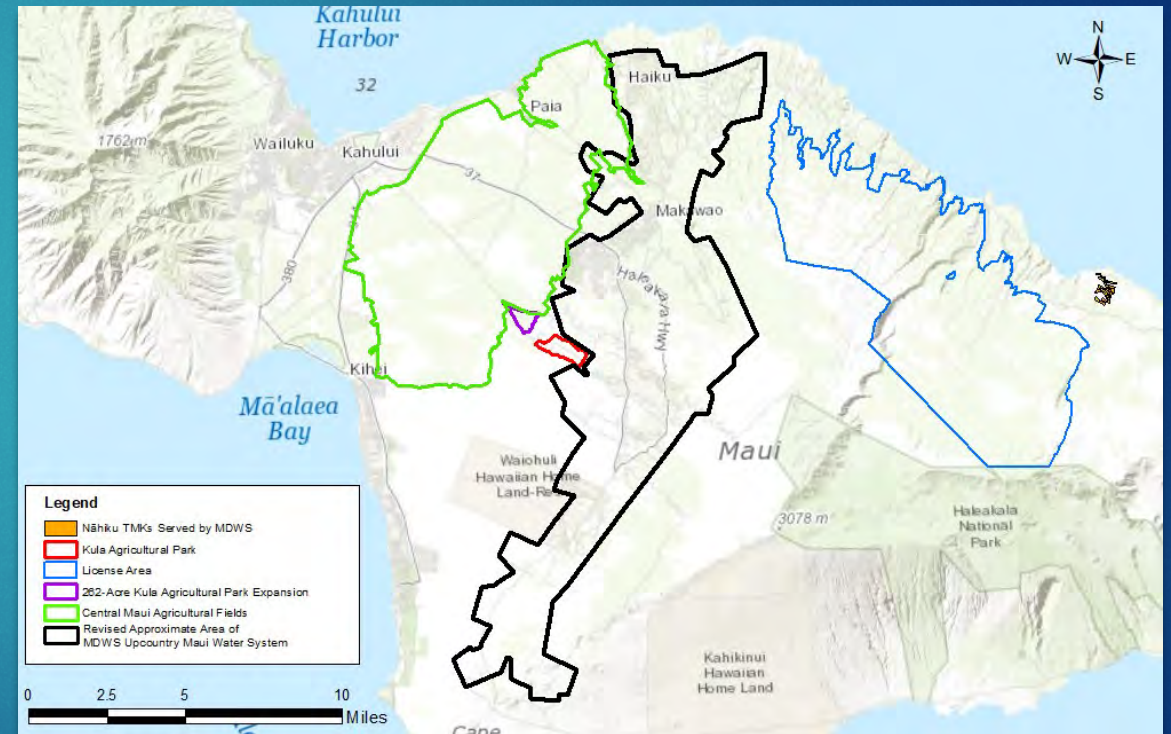 Kahului
Harbor
32
N
W
E
S
Haiku
Paia
1762 m
Wailuku
Kahului
37
Makawao
380
Haleakala Hwy
Kihei
Mā'alaea
Bay
Maui
Waiohuli
Hawaiian Home
3078 m
Haleakala
National
Park
Kahikinui
Hawaiian
Home Land
Legend
Nāhiku TMKs Served by MDWS
Kula Agricultural Park
License Area
262-Acre Kula Agricultural Park Expansion
Central Maui Agricultural Fields
Revised Approximate Area of
MDWS Upcountry Maui Water System
0 2.5 5 10
Miles
Cape